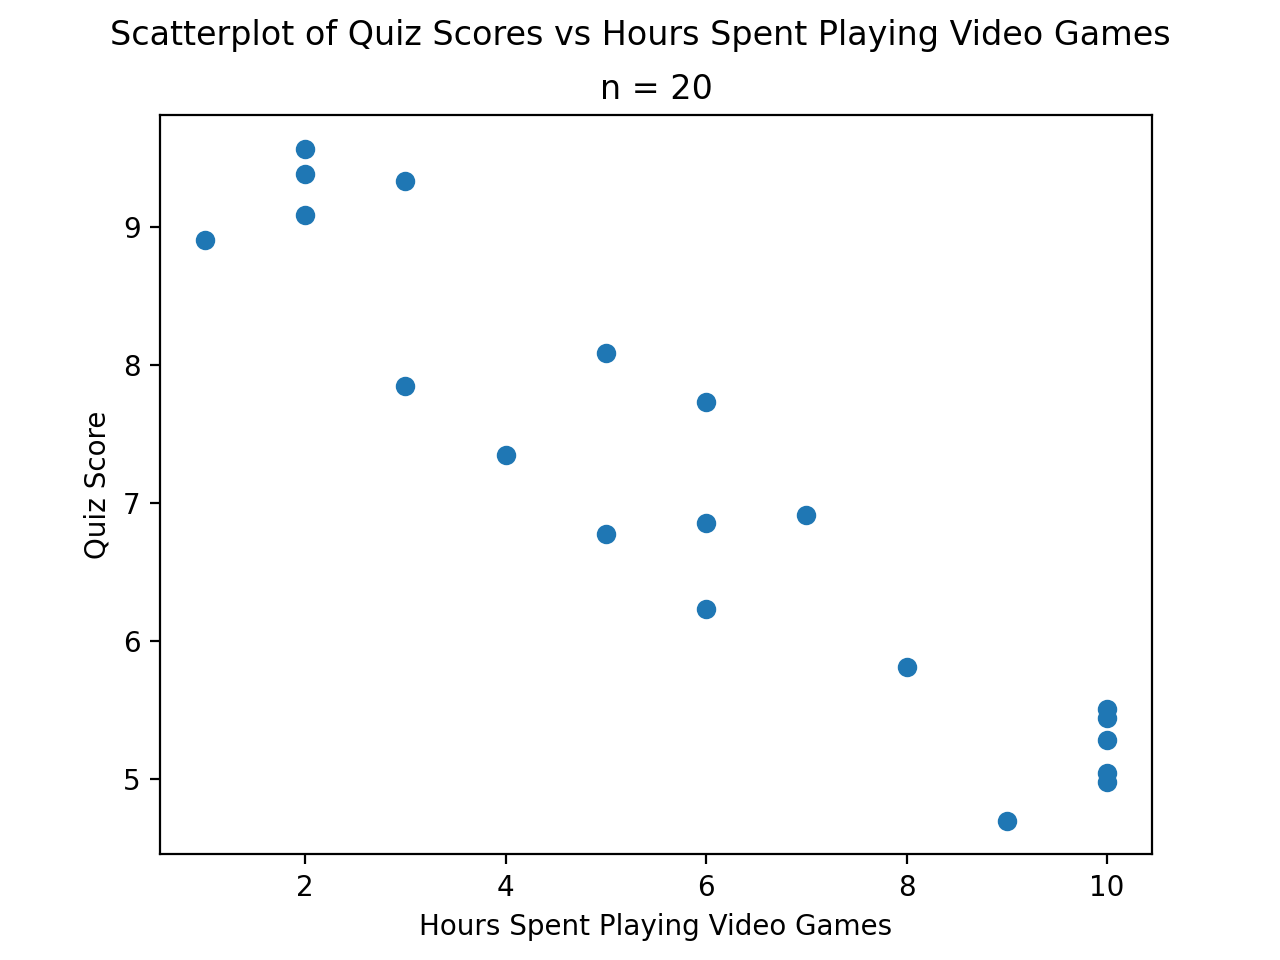 Scatterplot of Quiz Scores vs Hours Spent Playing Video Games
n = 20
9
8
7
6
5
Quiz Score
2 4 6 8 10
Hours Spent Playing Video Games